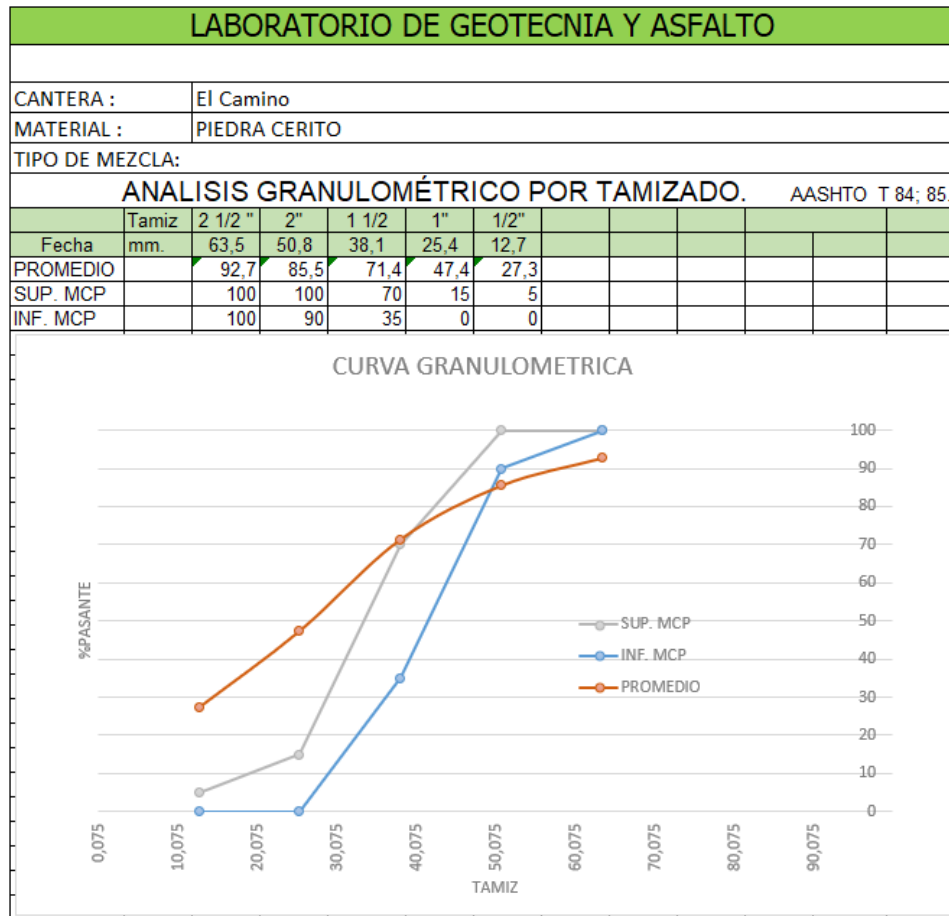 LABORATORIO DE GEOTECNIA Y ASFALTO
CANTERA : El Camino
MATERIAL : PIEDRA CERITO
TIPO DE MEZCLA:
ANALISIS GRANULOMÉTRICO POR TAMIZADO. AASHTO T 84; 85.
Tamiz 2 1/2 " 2" 1 1/2 1" 1/2"
Fecha mm. 63,5 50,8 38,1 25,4 12,7
PROMEDIO 92,7 85,5 71,4 47,4 27,3
SUP. MCP 100 100 70 15 5
INF. MCP 100 90 35 0 0
CURVA GRANULOMETRICA
100
90
80
70
60
50
40
30
20
10
0
%PASANTE
SUP. MCP
INF. MCP
PROMEDIO
0,075 10,075 20,075 30,075 40,075 50,075 60,075 70,075 80,075 90,075
TAMIZ